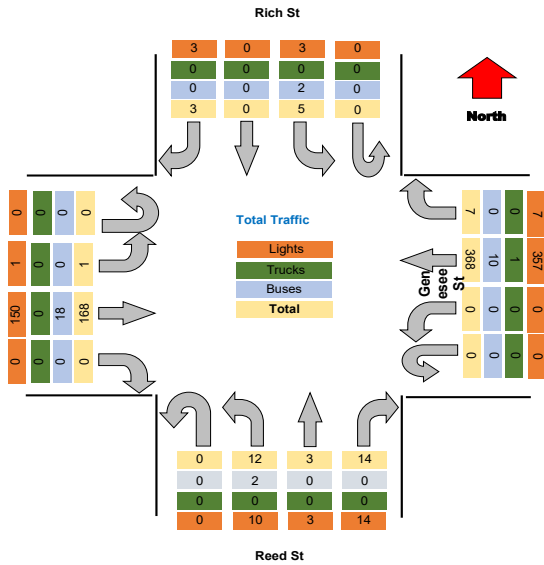 Rich St
3 0 3 0
0 0 0 0
0 0 2 0
3 0 5 0
North
0 0 0 0
1 0 0 1
150 0 18 168
0 0 0 0
Total Traffic
Lights
Trucks
Buses
Total
Gen
esee
St
7 0 0 7
368 10 1 357
0 0 0 0
0 0 0 0
0 12 3 14
0 2 0 0
0 0 0 0
0 10 3 14
Reed St